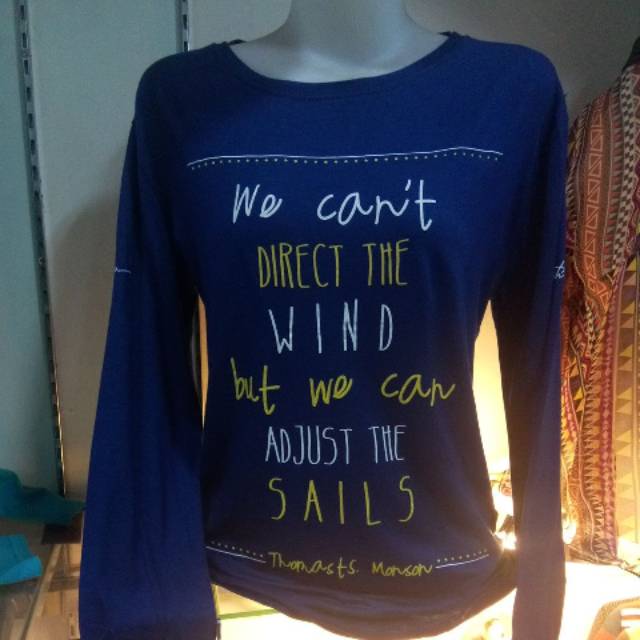 We can't
DIRECT THE
WIND
but we can
ADJUST THE
SAILS
Thomas S. Monson